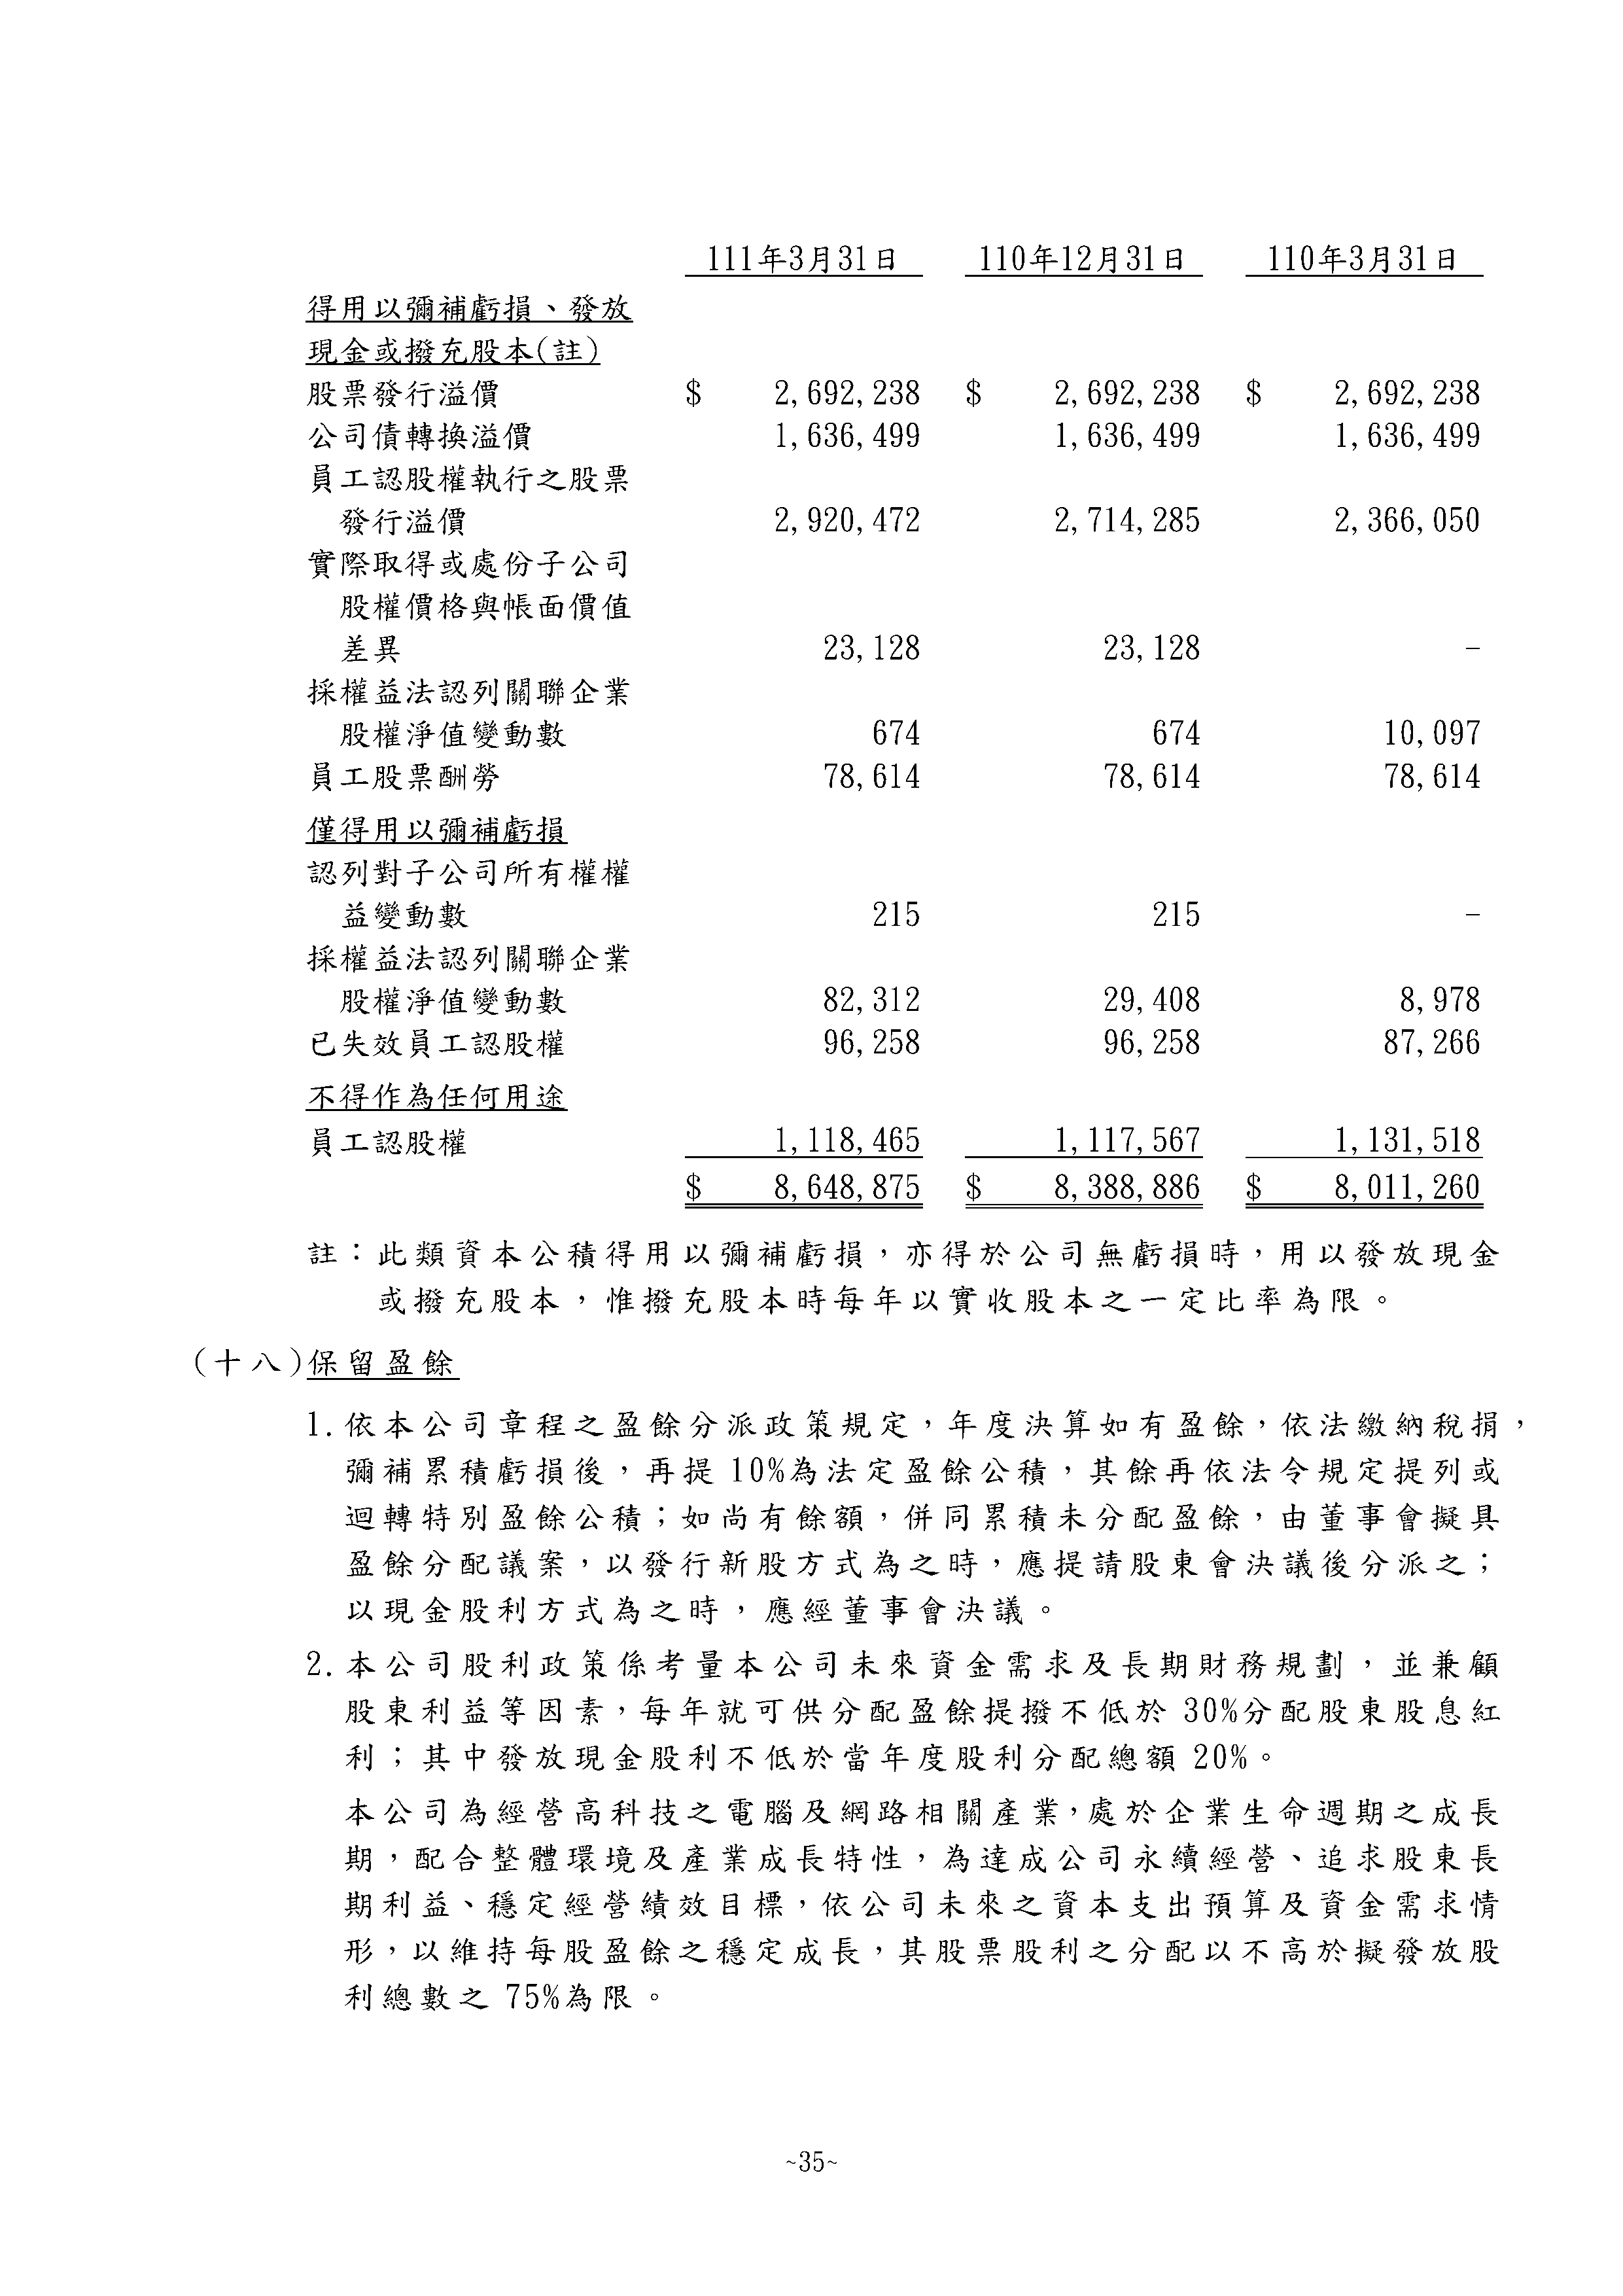 111年3月31日 110年12月31日 110年3月31日
得用以彌補虧損、發放
現金或撥充股本(註)
股票發行溢價 $ 2,692,238 $ 2,692,238 $ 2,692,238
公司債轉換溢價 1,636,499 1,636,499 1,636,499
員工認股權執行之股票
發行溢價 2,920,472 2,714,285 2,366,050
實際取得或處份子公司
股權價格與帳面價值
差異 23,128 23,128 -
採權益法認列關聯企業
股權淨值變動數 674 674 10,097
員工股票酬勞 78,614 78,614 78,614
僅得用以彌補虧損
認列對子公司所有權權
益變動數 215 215 -
採權益法認列關聯企業
股權淨值變動數 82,312 29,408 8,978
已失效員工認股權 96,258 96,258 87,266
不得作為任何用途
員工認股權 1,118,465 1,117,567 1,131,518
$ 8,648,875 $ 8,388,886 $ 8,011,260
註：此類資本公積得用以彌補虧損，亦得於公司無虧損時，用以發放現金
或撥充股本，惟撥充股本時每年以實收股本之一定比率為限。
(十八)保留盈餘
1.依本公司章程之盈餘分派政策規定，年度決算如有盈餘，依法繳納稅捐，
彌補累積虧損後，再提 10%為法定盈餘公積，其餘再依法令規定提列或
迴轉特別盈餘公積；如尚有餘額，併同累積未分配盈餘，由董事會擬具
盈餘分配議案，以發行新股方式為之時，應提請股東會決議後分派之；
以現金股利方式為之時，應經董事會決議。
2.本公司股利政策係考量本公司未來資金需求及長期財務規劃，並兼顧
股東利益等因素，每年就可供分配盈餘提撥不低於 30%分配股東股息紅
利；其中發放現金股利不低於當年度股利分配總額 20%。
本公司為經營高科技之電腦及網路相關產業，處於企業生命週期之成長
期，配合整體環境及產業成長特性，為達成公司永續經營、追求股東長
期利益、穩定經營績效目標，依公司未來之資本支出預算及資金需求情
形，以維持每股盈餘之穩定成長，其股票股利之分配以不高於擬發放股
利總數之 75%為限。
~35~